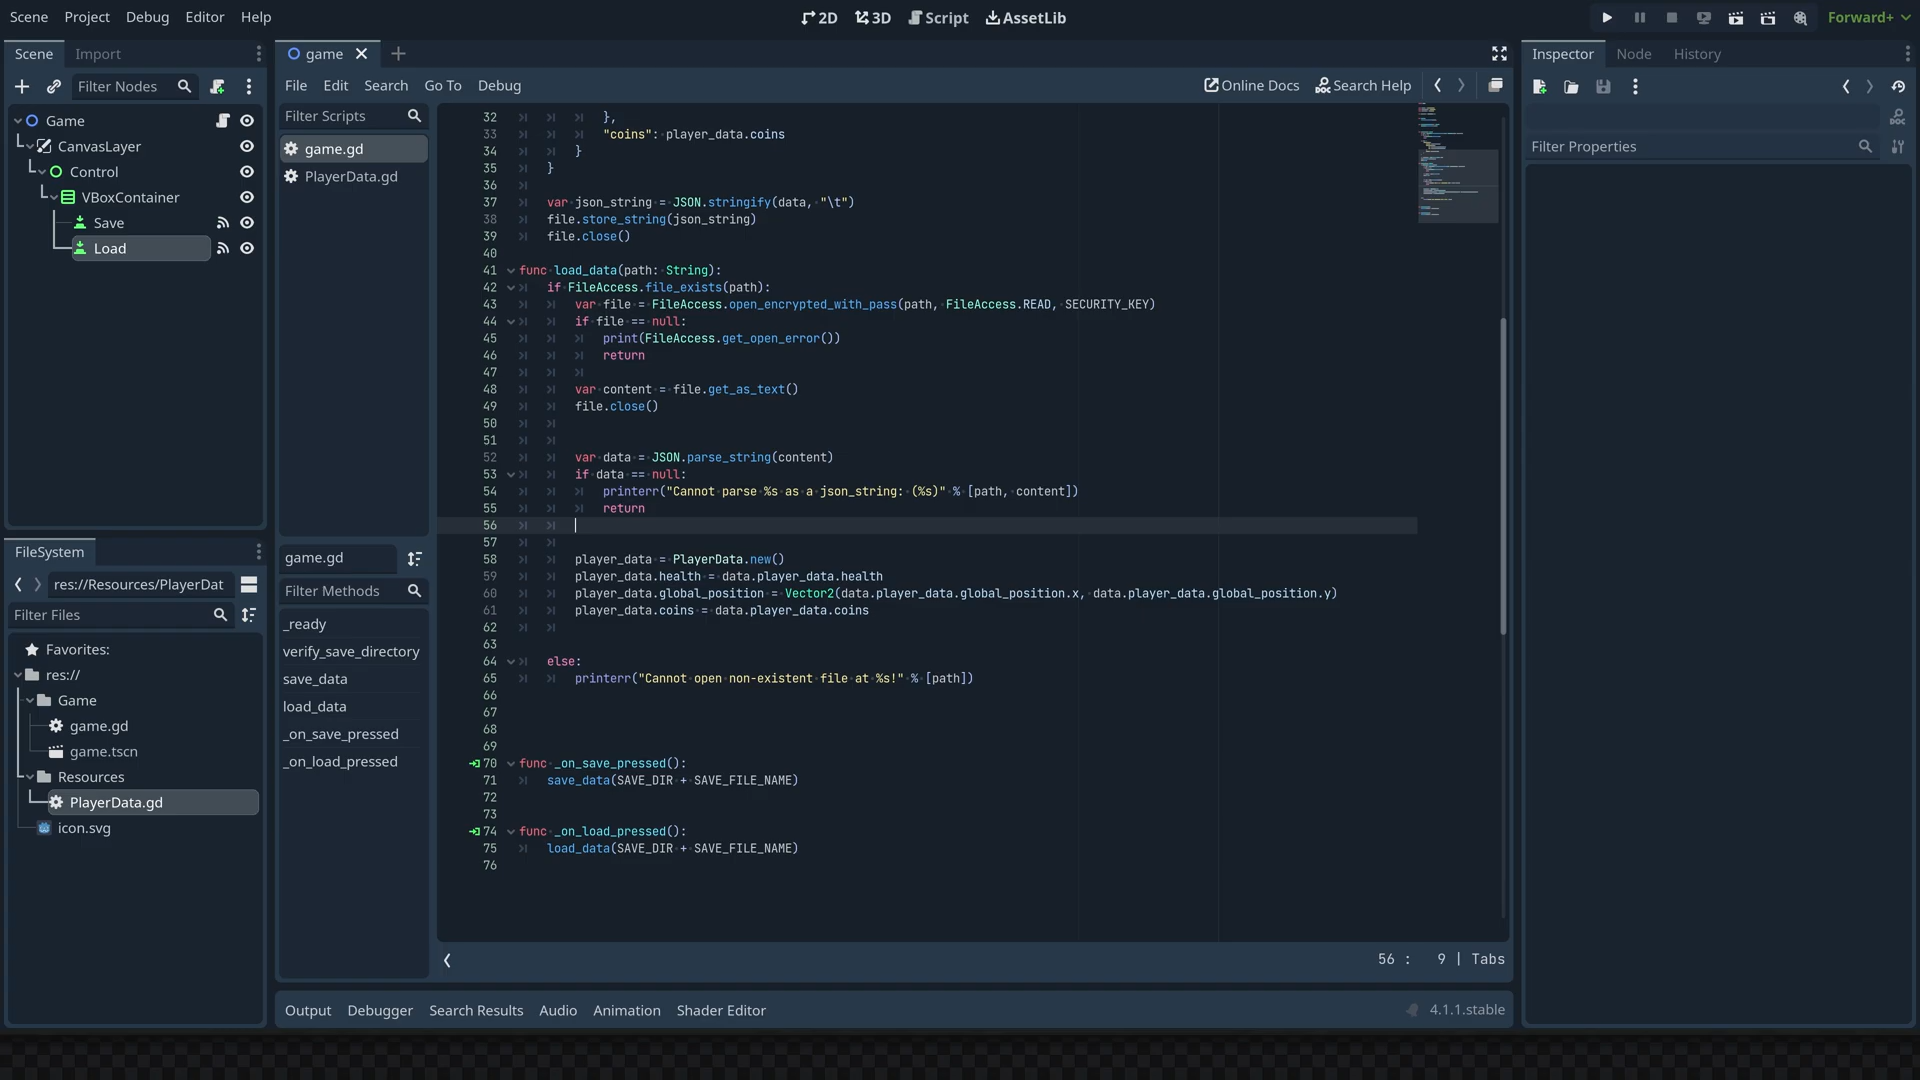 Scene Project Debug Editor Help
2D 3D Script AssetLib
Forward+
Scene Import
Filter Nodes
Game
CanvasLayer
Control
VBoxContainer
Save
Load
FileSystem
res://Resources/PlayerDat
Filter Files
Favorites:
res://
Game
game.gd
game.tscn
Resources
PlayerData.gd
icon.svg
game
File Edit Search Go To Debug
Online Docs Search Help
Filter Scripts
game.gd
PlayerData.gd
game.gd
Filter Methods
_ready
verify_save_directory
save_data
load_data
_on_save_pressed
_on_load_pressed
32 },
33 "coins": player_data.coins
34 }
35 }
36
37 var json_string = JSON.stringify(data, "\t")
38 file.store_string(json_string)
39 file.close()
40
41 func load_data(path: String):
42 if FileAccess.file_exists(path):
43 var file = FileAccess.open_encrypted_with_pass(path, FileAccess.READ, SECURITY_KEY)
44 if file == null:
45 print(FileAccess.get_open_error())
46 return
47
48 var content = file.get_as_text()
49 file.close()
50
51
52 var data = JSON.parse_string(content)
53 if data == null:
54 printerr("Cannot parse %s as a json_string: (%s)" % [path, content])
55 return
56
57
58 player_data = PlayerData.new()
59 player_data.health = data.player_data.health
60 player_data.global_position = Vector2(data.player_data.global_position.x, data.player_data.global_position.y)
61 player_data.coins = data.player_data.coins
62
63
64 else:
65 printerr("Cannot open non-existent file at %s!" % [path])
66
67
68
69
70 func _on_save_pressed():
71 save_data(SAVE_DIR + SAVE_FILE_NAME)
72
73
74 func _on_load_pressed():
75 load_data(SAVE_DIR + SAVE_FILE_NAME)
76
56 : 9 | Tabs
Output Debugger Search Results Audio Animation Shader Editor
4.1.1.stable
Inspector Node History
Filter Properties